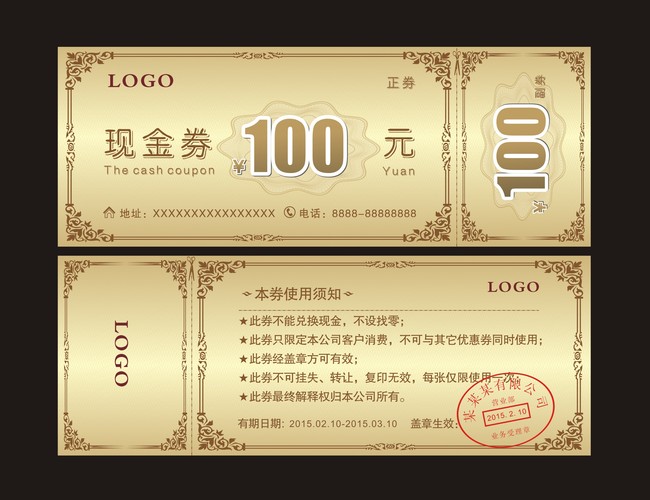 LOGO
正券
现金券
¥100
元
The cash coupon
Yuan
地址：XXXXXXXXXXXXXXXX
电话：8888-88888888
副券
¥100
LOGO
本券使用须知
LOGO
★此券不能兑换现金，不设找零；
★此券只限定本公司客户消费，不可与其它优惠券同时使用；
★此券经盖章方可有效；
★此券不可挂失、转让，复印无效，每张仅限使用一次；
★此券最终解释权归本公司所有。
有期日期：2015.02.10-2015.03.10
盖章生效：
某某某有限公司
营业部
2015. 2. 10
业务受理章